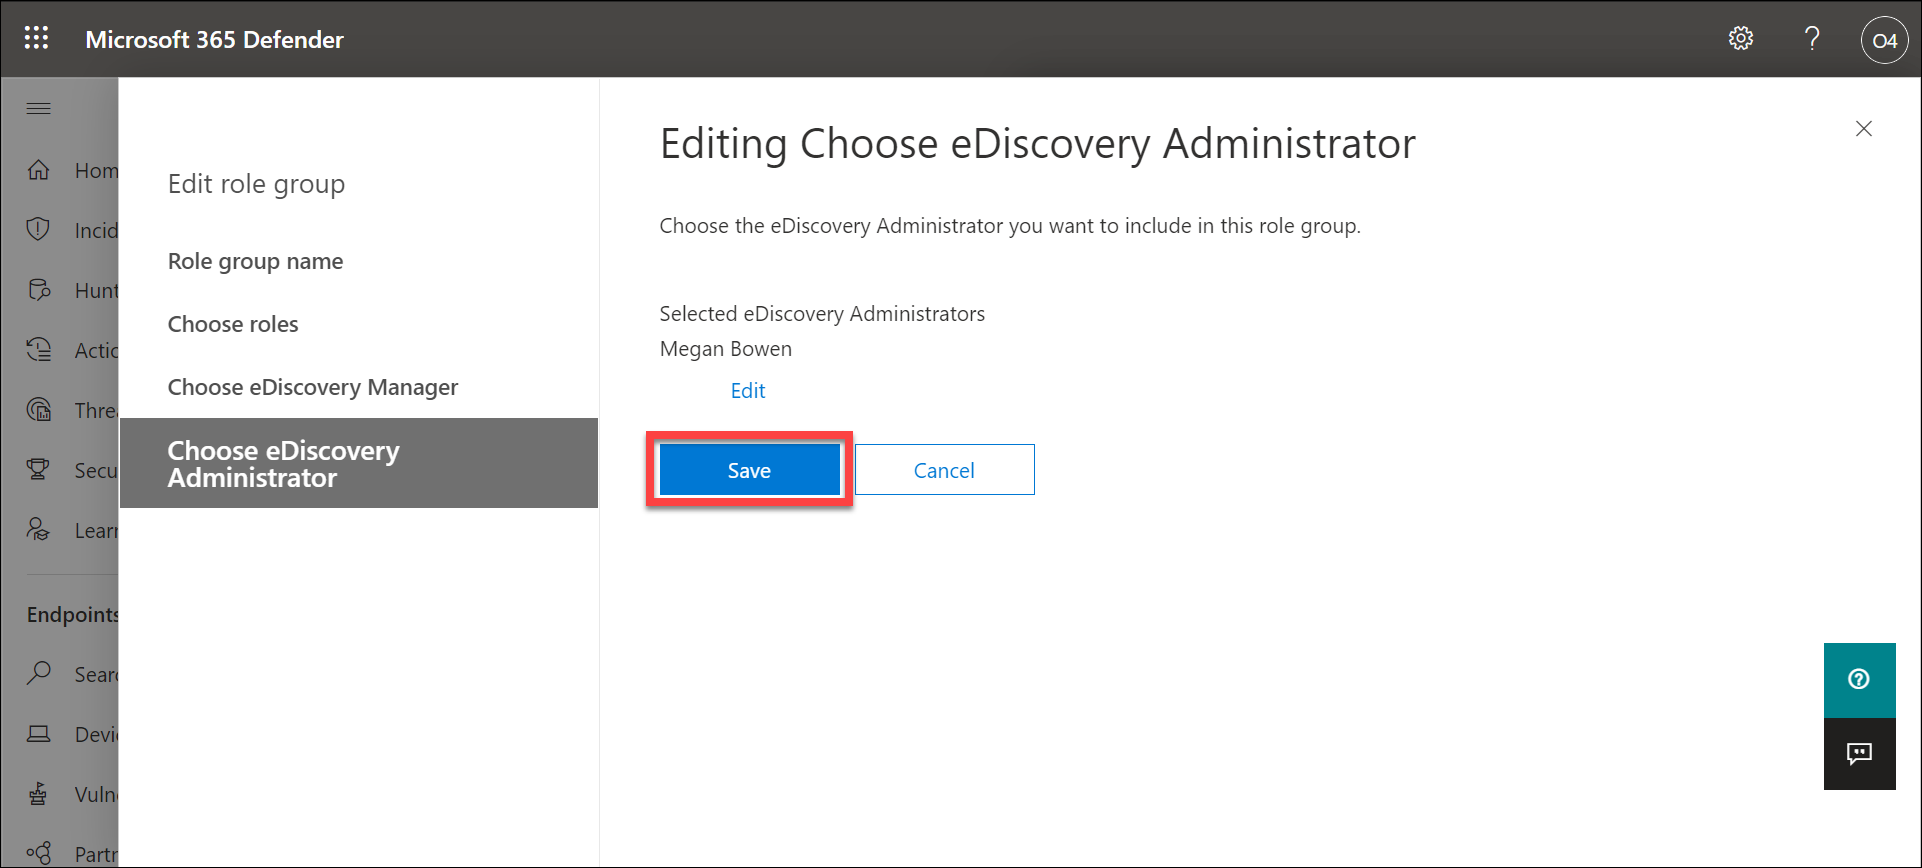 Microsoft 365 Defender
O4
Hom
Incid
Hunt
Actio
Threa
Secu
Learn
Endpoints
Searc
Devi
Vuln
Partn
Edit role group
Role group name
Choose roles
Choose eDiscovery Manager
Choose eDiscovery
Administrator
Editing Choose eDiscovery Administrator
Choose the eDiscovery Administrator you want to include in this role group.
Selected eDiscovery Administrators
Megan Bowen
Edit
Save
Cancel